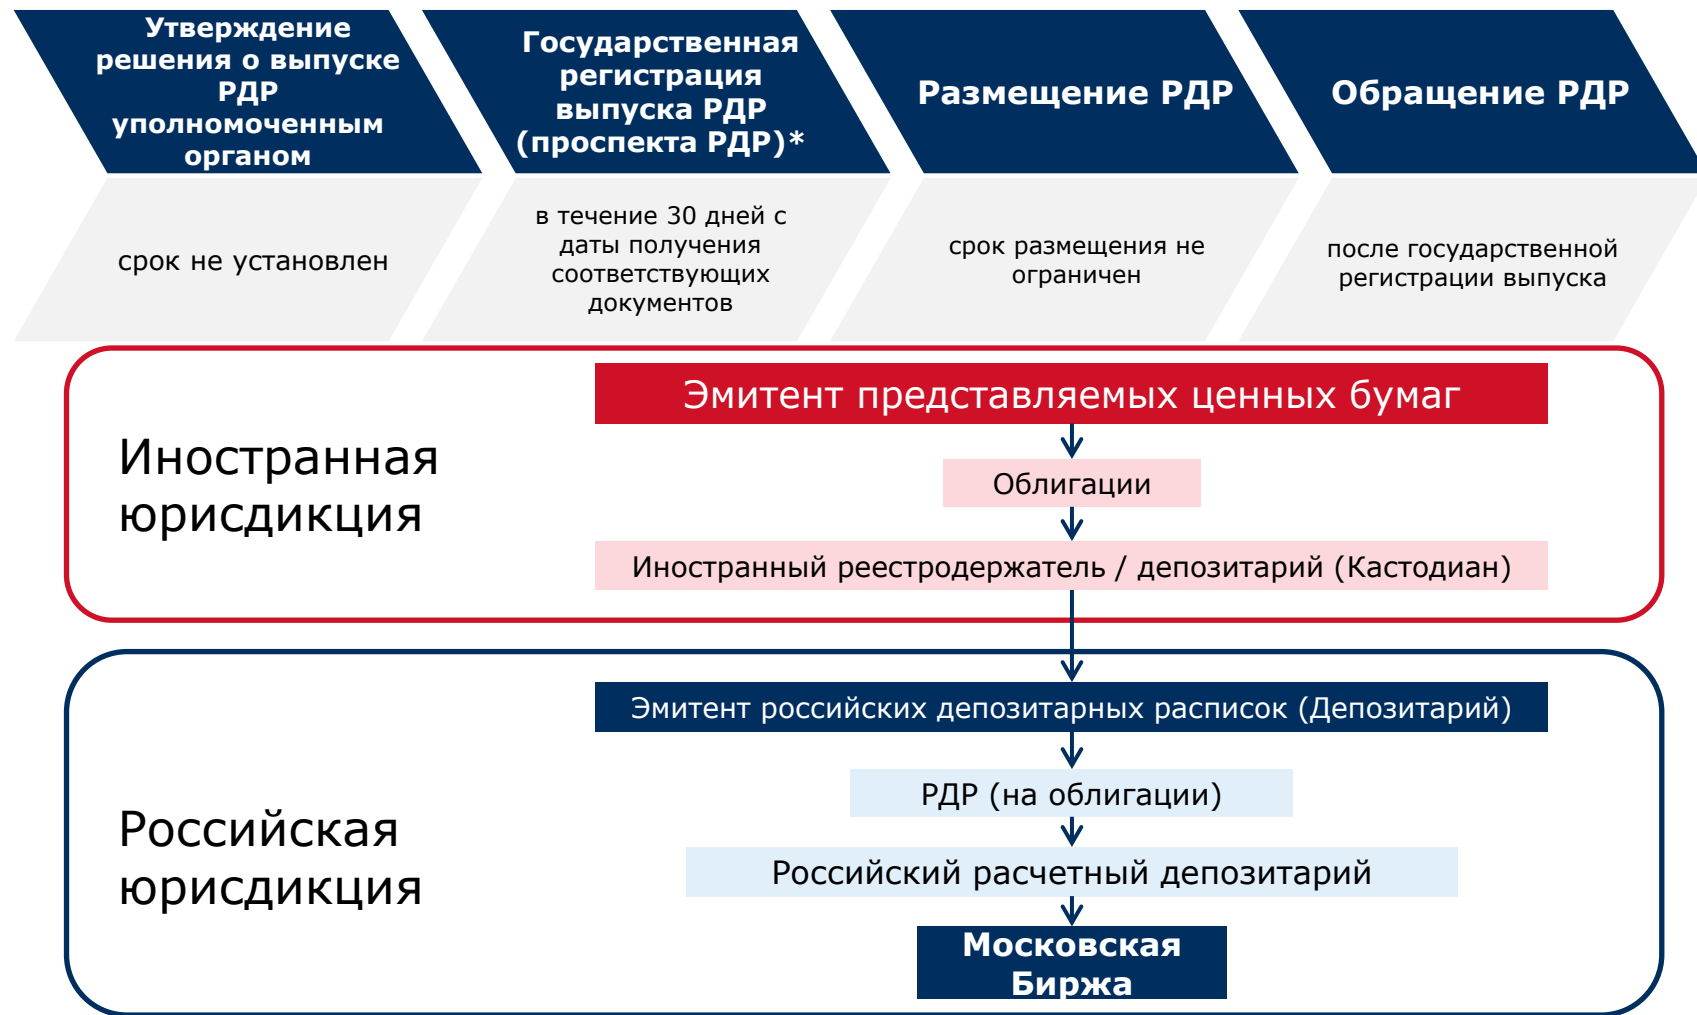 Утверждение
решения о выпуске
РДР
уполномоченным
органом
Государственная
регистрация
выпуска РДР
(проспекта РДР)*
Размещение РДР
Обращение РДР
срок не установлен
в течение 30 дней с
даты получения
соответствующих
документов
срок размещения не
ограничен
после государственной
регистрации выпуска
Иностранная
юрисдикция
Эмитент представляемых ценных бумаг
Облигации
Иностранный реестродержатель / депозитарий (Кастодиан)
Российская
юрисдикция
Эмитент российских депозитарных расписок (Депозитарий)
РДР (на облигации)
Российский расчетный депозитарий
Московская
Биржа